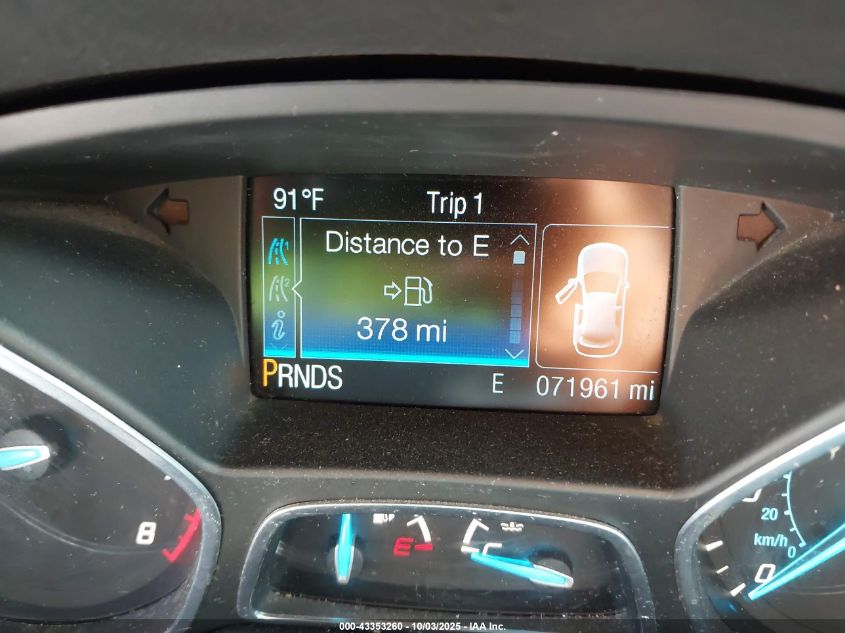 91°F Trip 1
Distance to E
378 mi
PRNDS E 071961 mi
8
E
C
20
km/h
0
0
000-43353260 - 10/03/2025 - IAA Inc.